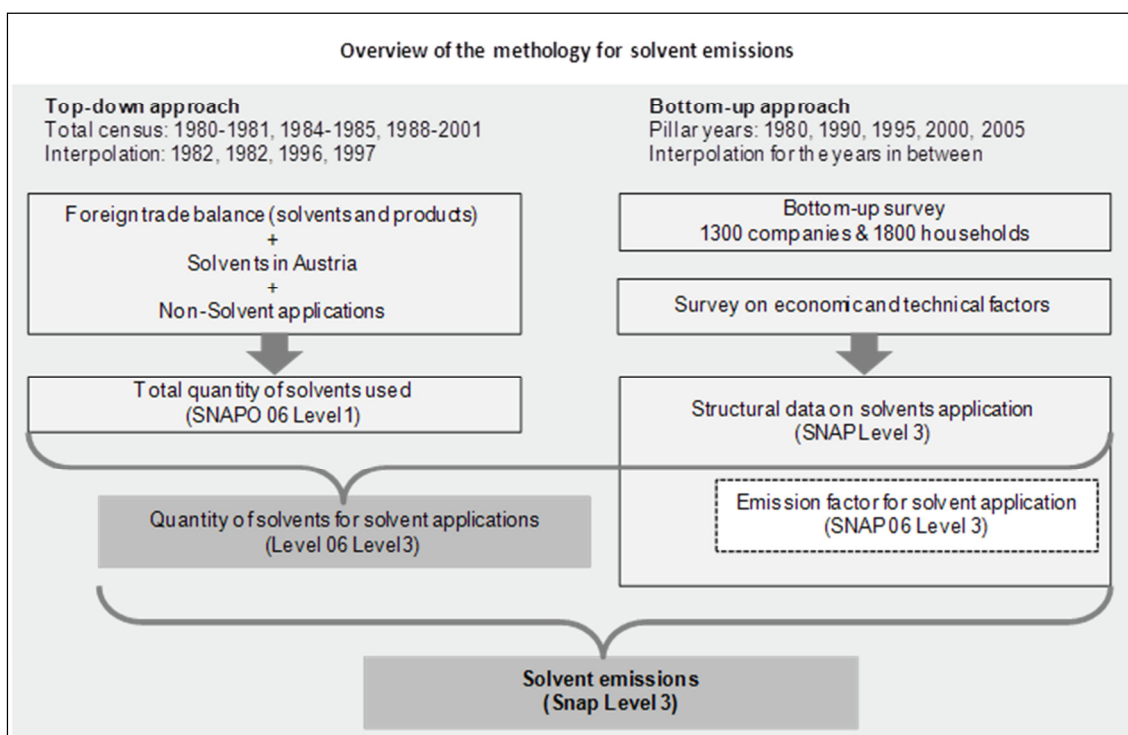 Overview of the methology for solvent emissions
Top-down approach
Total census: 1980-1981, 1984-1985, 1988-2001
Interpolation: 1982, 1982, 1996, 1997
Foreign trade balance (solvents and products)
+
Solvents in Austria
+
Non-Solvent applications
Total quantity of solvents used
(SNAPO 06 Level 1)
Bottom-up approach
Pillar years: 1980, 1990, 1995, 2000, 2005
Interpolation for the years in between
Bottom-up survey
1300 companies & 1800 households
Survey on economic and technical factors
Structural data on solvents application
(SNAP Level 3)
Emission factor for solvent application
(SNAP 06 Level 3)
Quantity of solvents for solvent applications
(Level 06 Level 3)
Solvent emissions
(Snap Level 3)